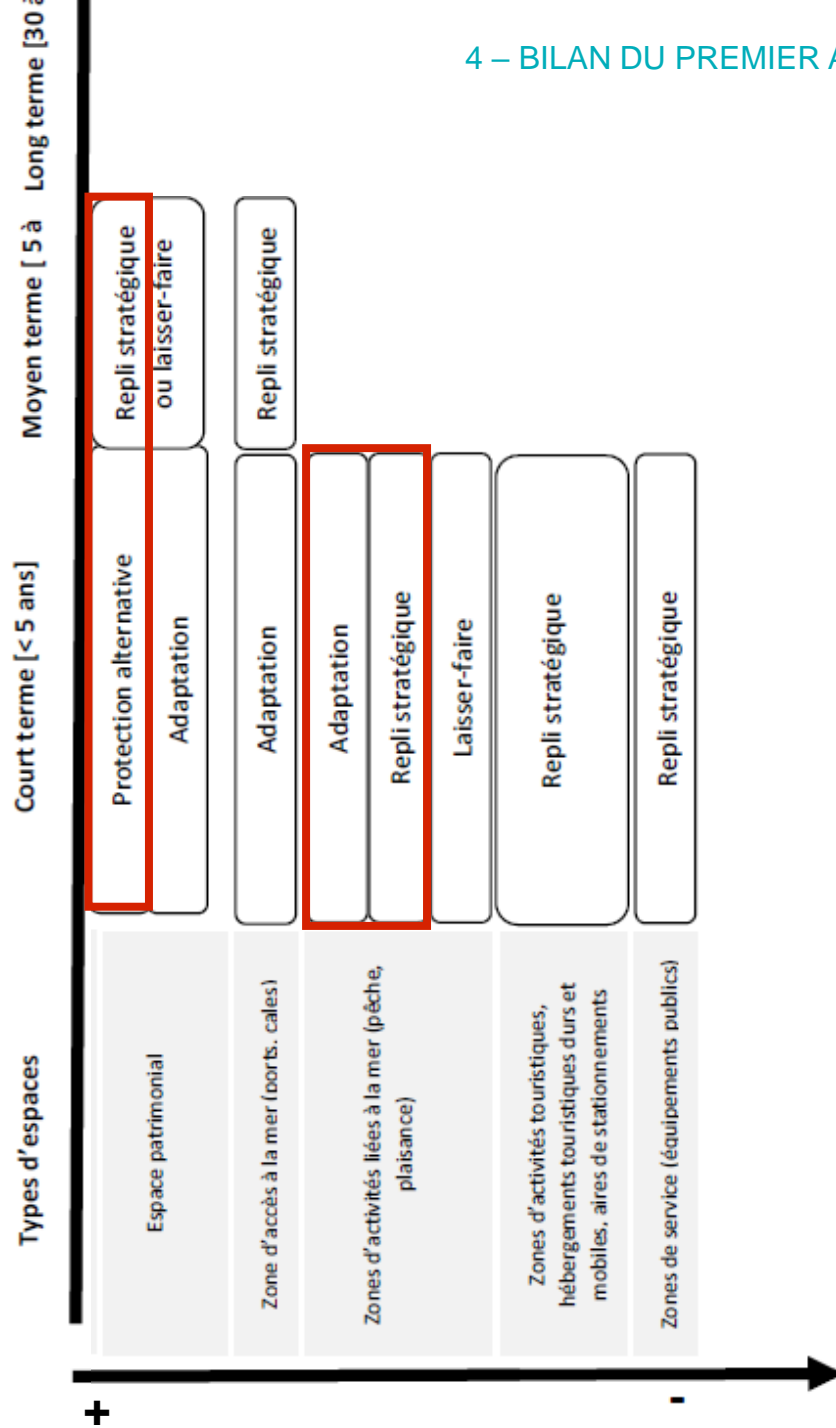 4 – BILAN DU PREMIER A
Types d'espaces
Court terme [< 5 ans]
Moyen terme [ 5 à
Long terme [30 à
+
Espace patrimonial
Protection alternative
Adaptation
Repli stratégique
ou laisser-faire
Zone d'accès à la mer (ports, cales)
Adaptation
Repli stratégique
Zones d'activités liées à la mer (pêche,
plaisance)
Adaptation
Repli stratégique
Laisser-faire
Zones d'activités touristiques,
hébergements touristiques durs et
mobiles, aires de stationnement
Repli stratégique
Zones de service (équipements publics)
Repli stratégique
-